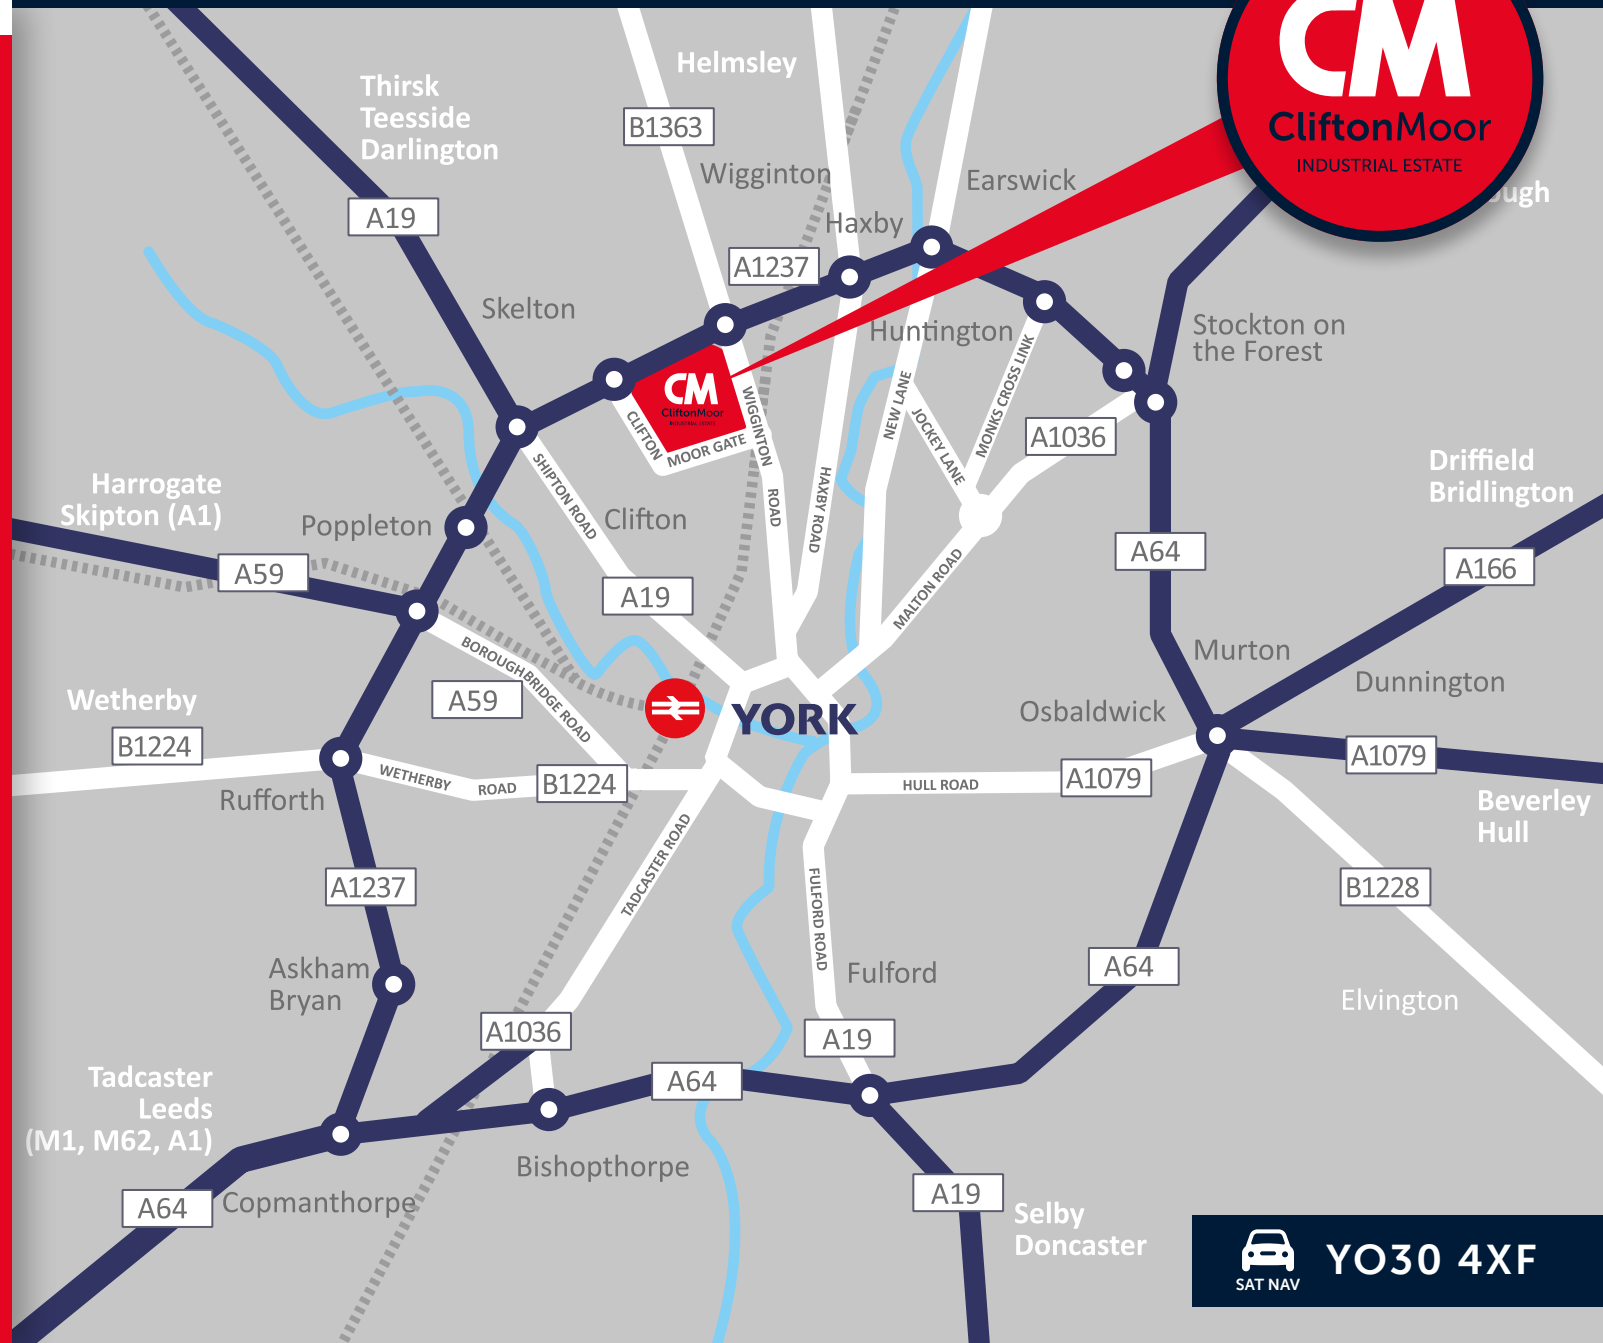 CM
CliftonMoor
INDUSTRIAL ESTATE
ough
Helmsley
Thirsk
Teesside
Darlington
B1363
Wigginton
Earswick
A19
Haxby
A1237
Skelton
Huntington
Stockton on
the Forest
CM
CliftonMoor
INDUSTRIAL ESTATE
CLIFTON
MOOR GATE
WIGGINTON
ROAD
HAXBY ROAD
NEW LANE
JOCKEY LANE
MONKS CROSS LINK
A1036
Driffield
Bridlington
Harrogate
Skipton (A1)
Poppleton
SHIPTON ROAD
Clifton
A59
A19
MALTON ROAD
A64
A166
BOROUGHBRIDGE ROAD
A59
Murton
Dunnington
Wetherby
B1224
YORK
Osbaldwick
Rufforth
WETHERBY
ROAD
B1224
HULL ROAD
A1079
A1079
Beverley
Hull
A1237
TADCASTER ROAD
FULFORD ROAD
B1228
Askham
Bryan
Fulford
A64
Elvington
A1036
A19
Tadcaster
Leeds
(M1, M62, A1)
A64
Bishopthorpe
A64
Copmanthorpe
A19
Selby
Doncaster
SAT NAV
YO30 4XF